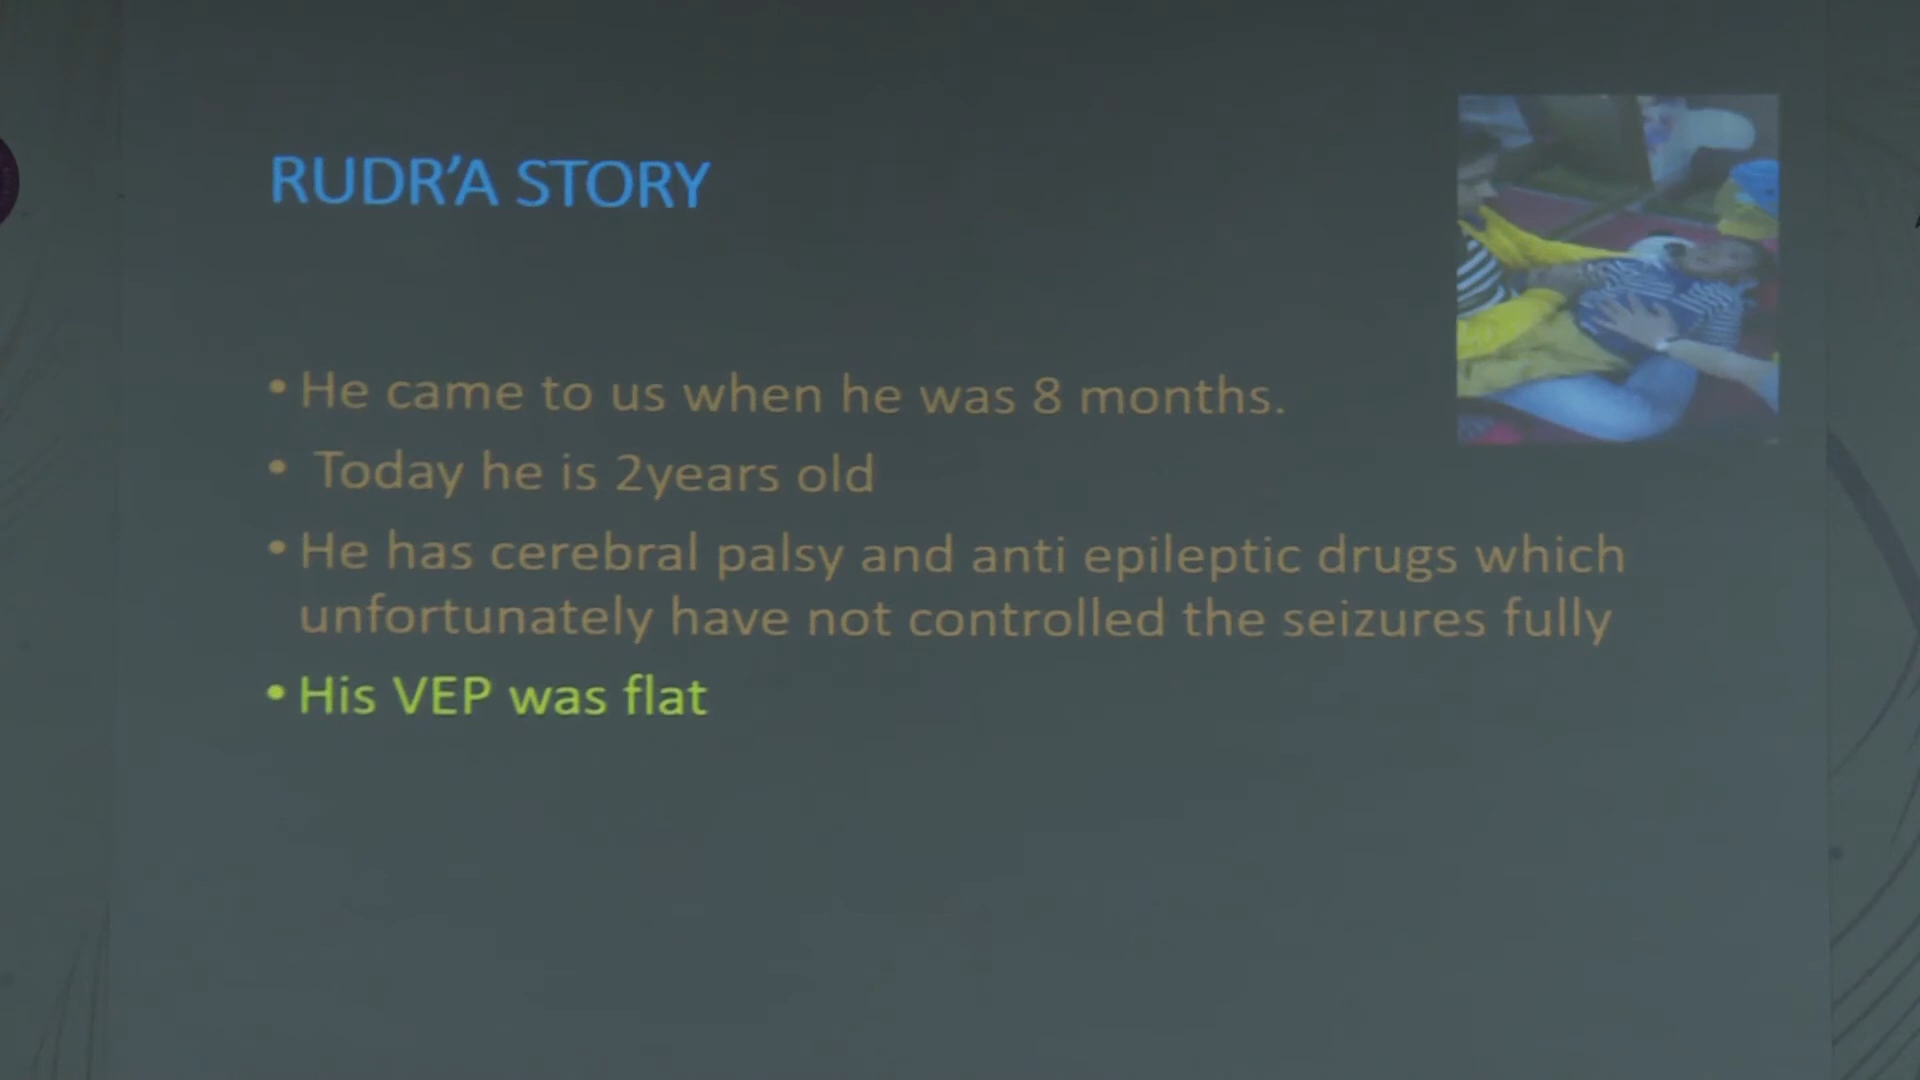 RUDR’A STORY
• He came to us when he was 8 months.
• Today he is 2years old
• He has cerebral palsy and anti epileptic drugs which
unfortunately have not controlled the seizures fully
• His VEP was flat